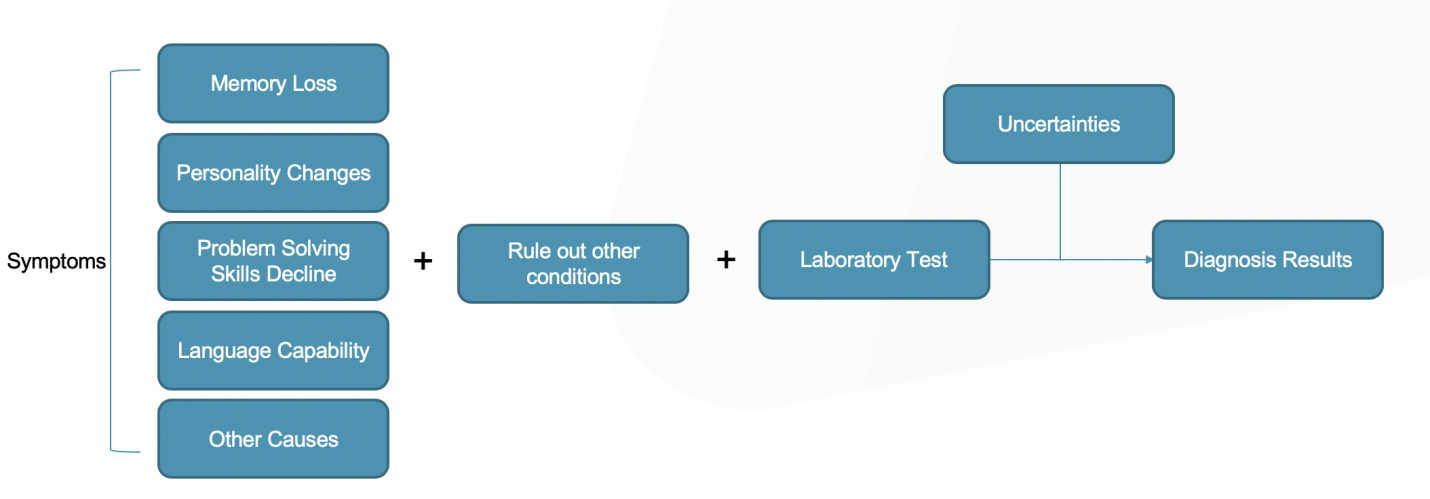 Symptoms
Memory Loss
Personality Changes
Problem Solving
Skills Decline
Language Capability
Other Causes
+
Rule out other
conditions
+
Laboratory Test
Uncertainties
Diagnosis Results